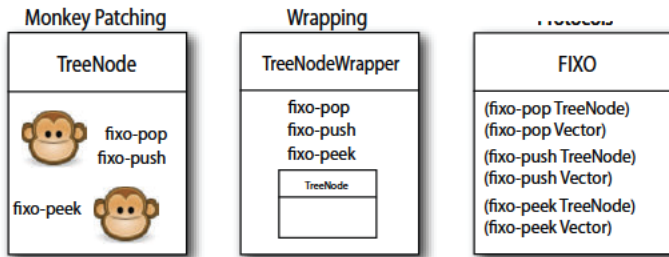 Monkey Patching
TreeNode
fixo-pop
fixo-push
fixo-peek
Wrapping
TreeNodeWrapper
fixo-pop
fixo-push
fixo-peek
TreeNode
FIXO
(fixo-pop TreeNode)
(fixo-pop Vector)
(fixo-push TreeNode)
(fixo-push Vector)
(fixo-peek TreeNode)
(fixo-peek Vector)